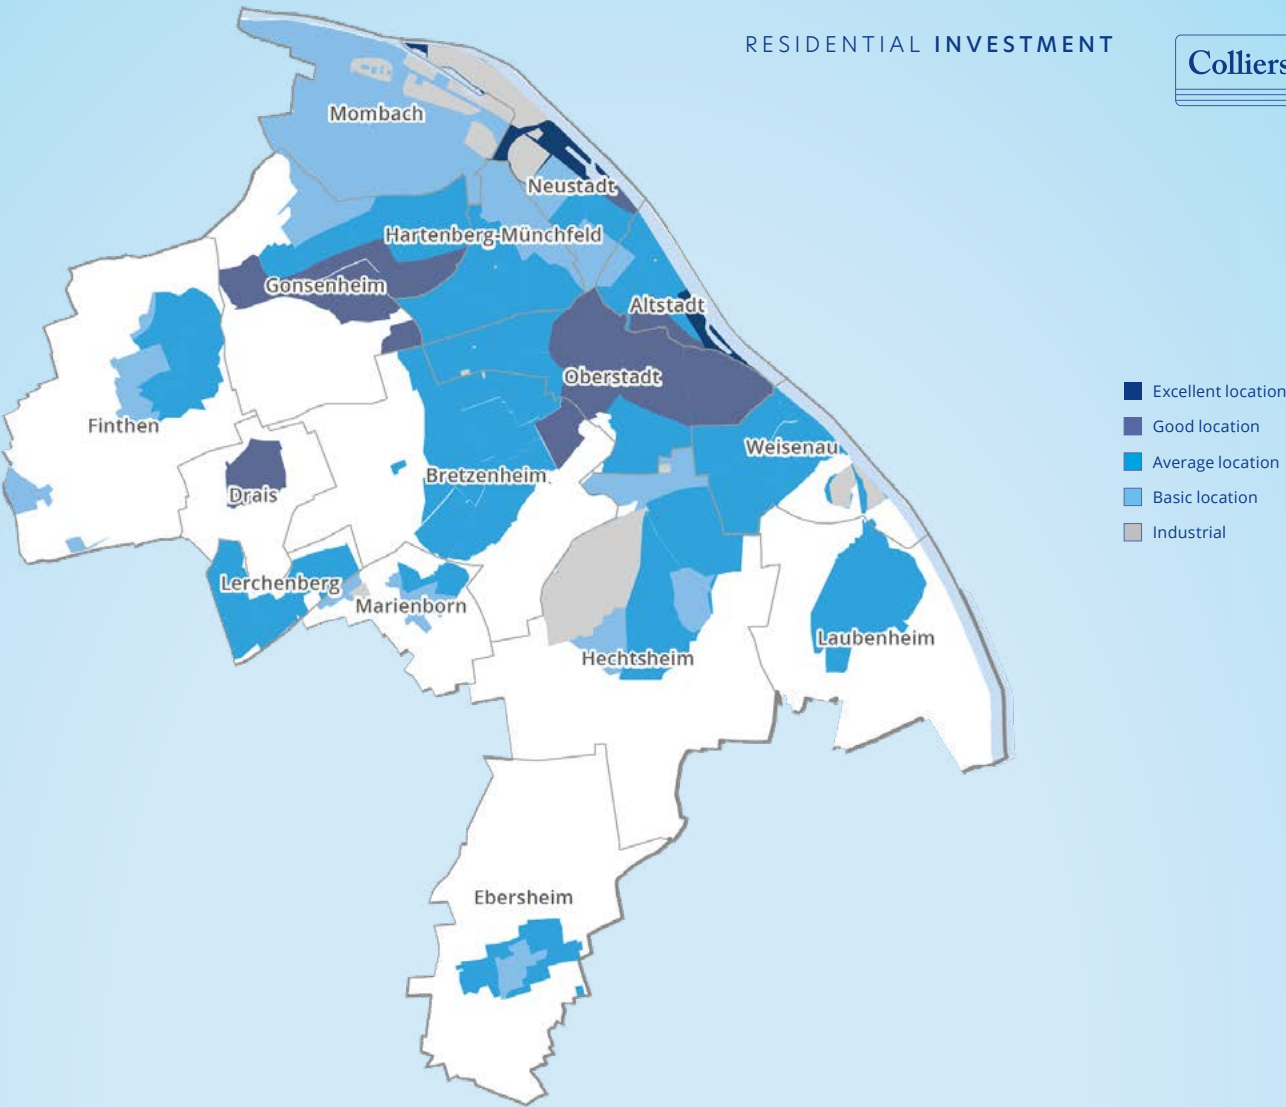 RESIDENTIAL INVESTMENT
Colliers
Mombach
Neustadt
Hartenberg-Münchfeld
Gonsenheim
Altstadt
Oberstadt
Finthen
Weisenau
Bretzenheim
Drais
Lerchenberg
Marienborn
Laubenheim
Hechtsheim
Ebersheim
Excellent location
Good location
Average location
Basic location
Industrial